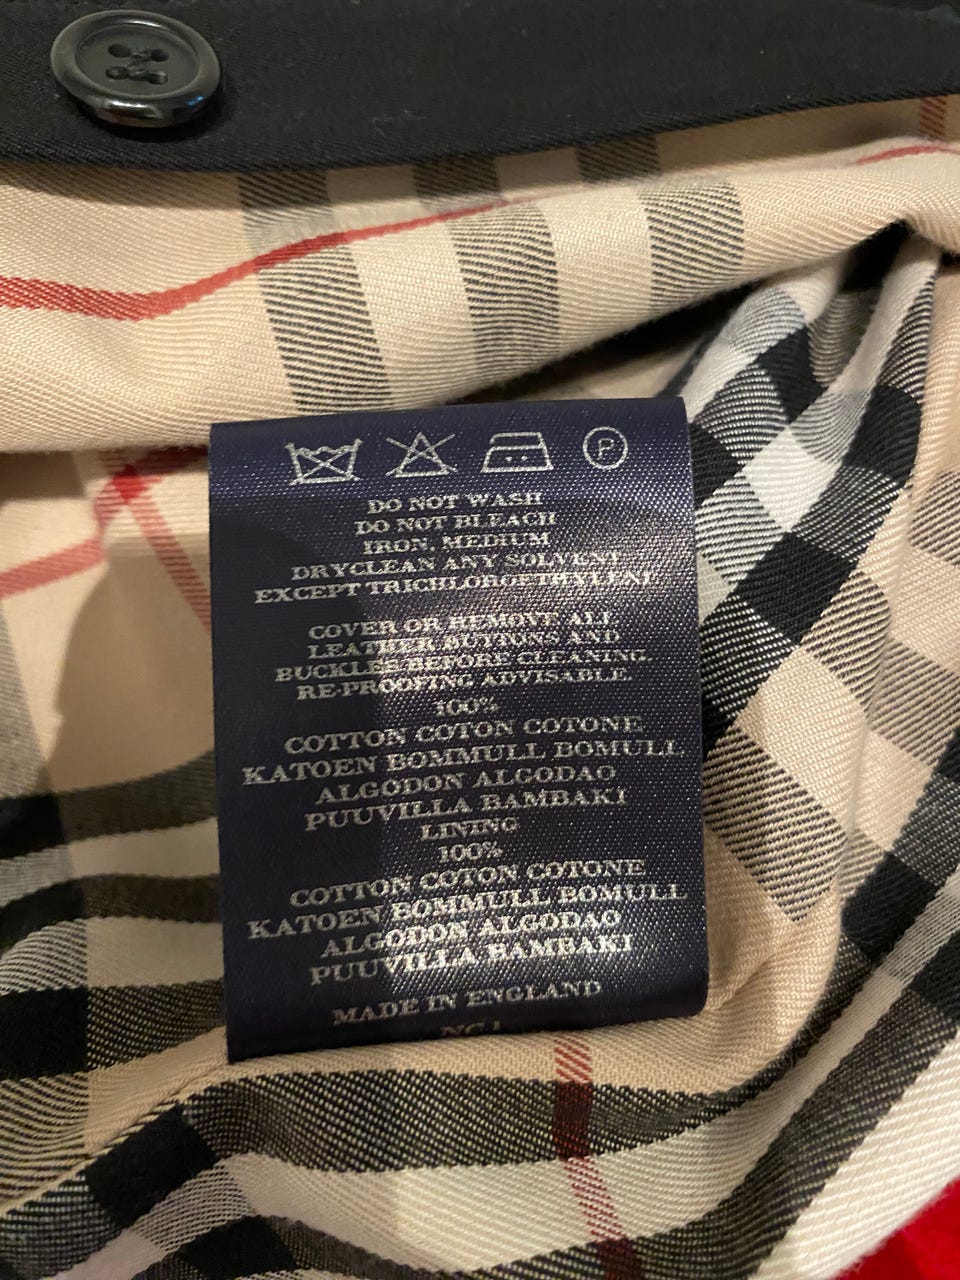 P
DO NOT WASH
DO NOT BLEACH
IRON, MEDIUM
DRYCLEAN ANY SOLVENT
EXCEPT TRICHLOROETHYLENE
COVER OR REMOVE ALL
LEATHER BUTTONS AND
BUCKLES BEFORE CLEANING.
RE-PROOFING ADVISABLE.
100%
COTTON COTON COTONE
KATOEN BOMMULL BOMULL
ALGODON ALGODAO
PUUVILLA BAMBAKI
LINING
100%
COTTON COTON COTONE
KATOEN BOMMULL BOMULL
ALGODON ALGODAO
PUUVILLA BAMBAKI
MADE IN ENGLAND